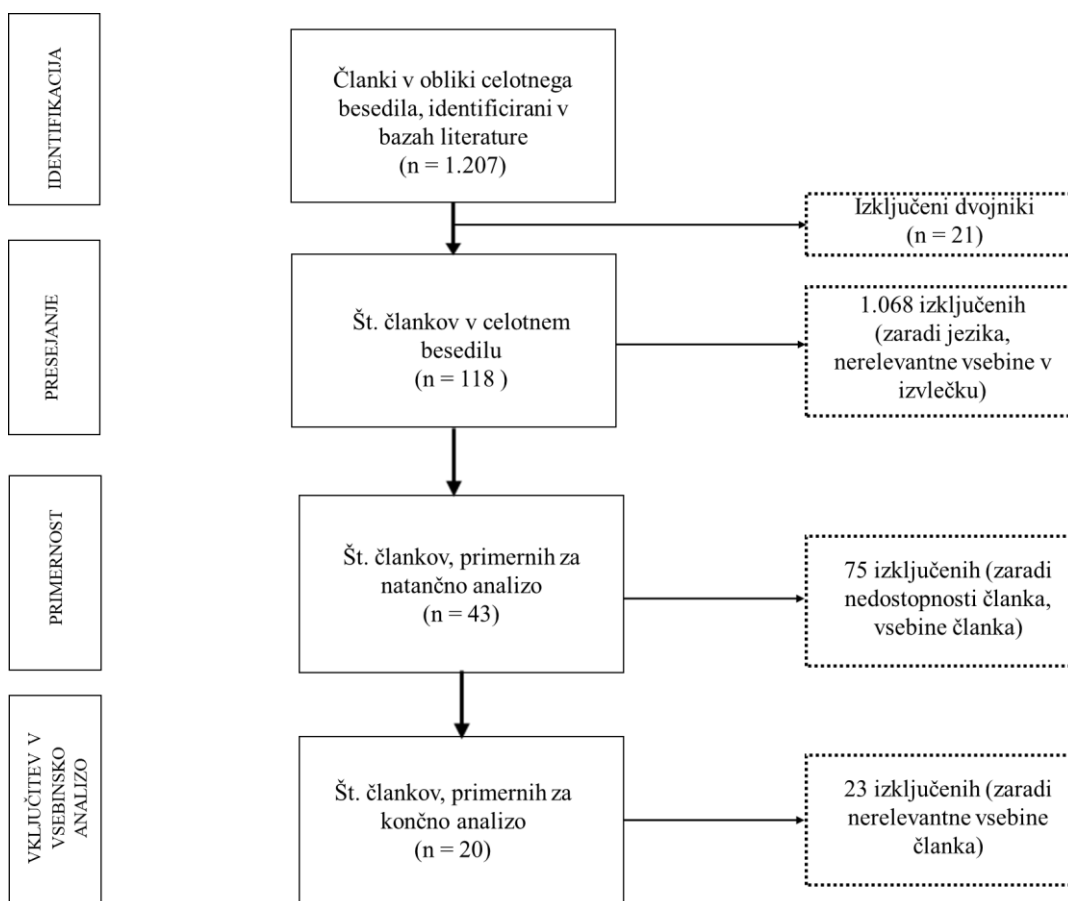 IDENTIFIKACIJA
Članki v obliki celotnega
besedila, identificirani v
bazah literature
(n = 1.207)
Izključeni dvojniki
(n = 21)
PRESEJANJE
Št. člankov v celotnem
besedilu
(n = 118 )
1.068 izključenih
(zaradi jezika,
nerelevantne vsebine v
izvlečku)
PRIMERNOST
Št. člankov, primernih za
natančno analizo
(n = 43)
75 izključenih (zaradi
nedostopnosti članka,
vsebine članka)
VKLJUČITEV V
VSEBINSKO
ANALIZO
Št. člankov, primernih za
končno analizo
(n = 20)
23 izključenih (zaradi
nerelevantne vsebine
članka)